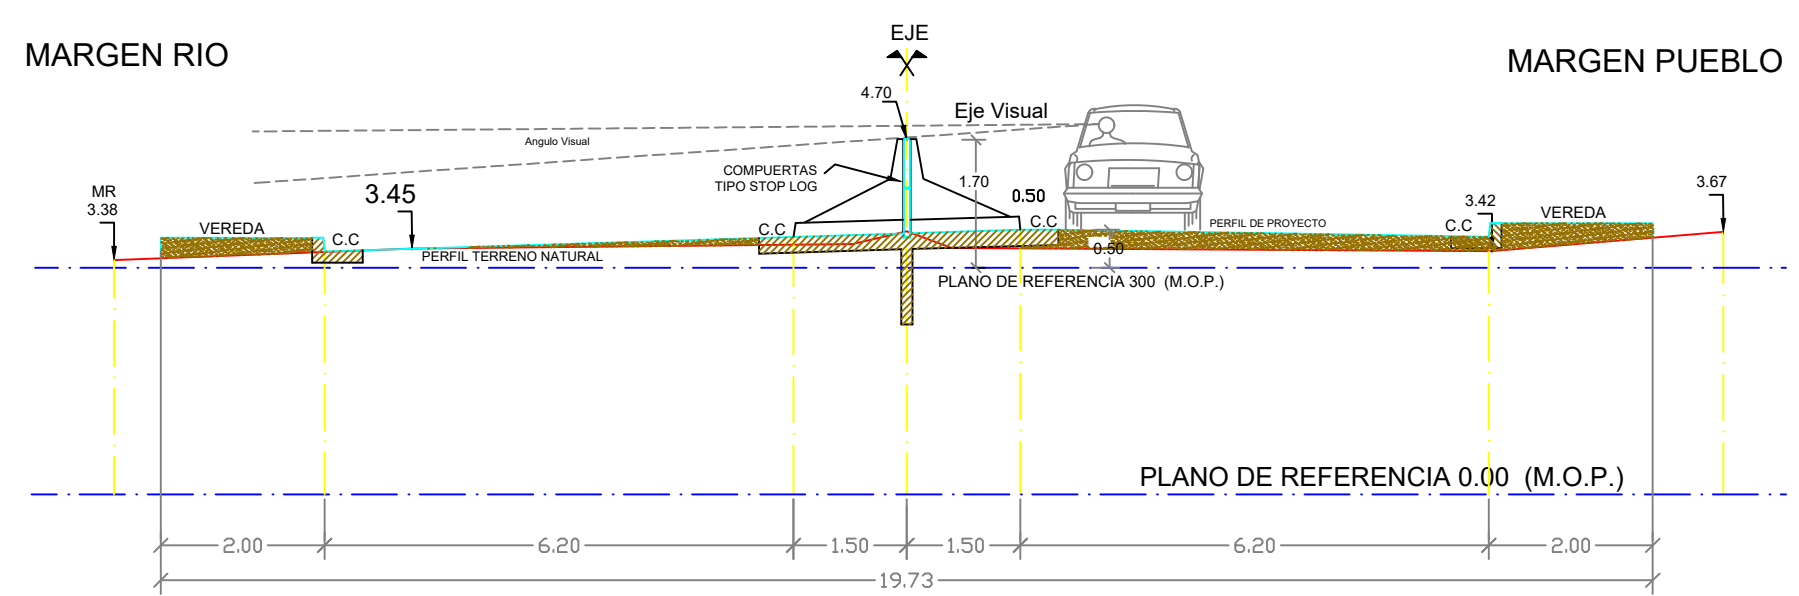 EJE
MARGEN RIO
MARGEN PUEBLO
4.70
Eje Visual
Angulo Visual
COMPUERTAS
TIPO STOP LOG
1.70
0.50
MR
3.38
3.45
3.42
3.67
VEREDA
C.C
C.C
C.C
PERFIL DE PROYECTO
C.C
VEREDA
PERFIL TERRENO NATURAL
0.50
PLANO DE REFERENCIA 300 (M.O.P.)
PLANO DE REFERENCIA 0.00 (M.O.P.)
2.00
6.20
1.50
1.50
6.20
2.00
19.73